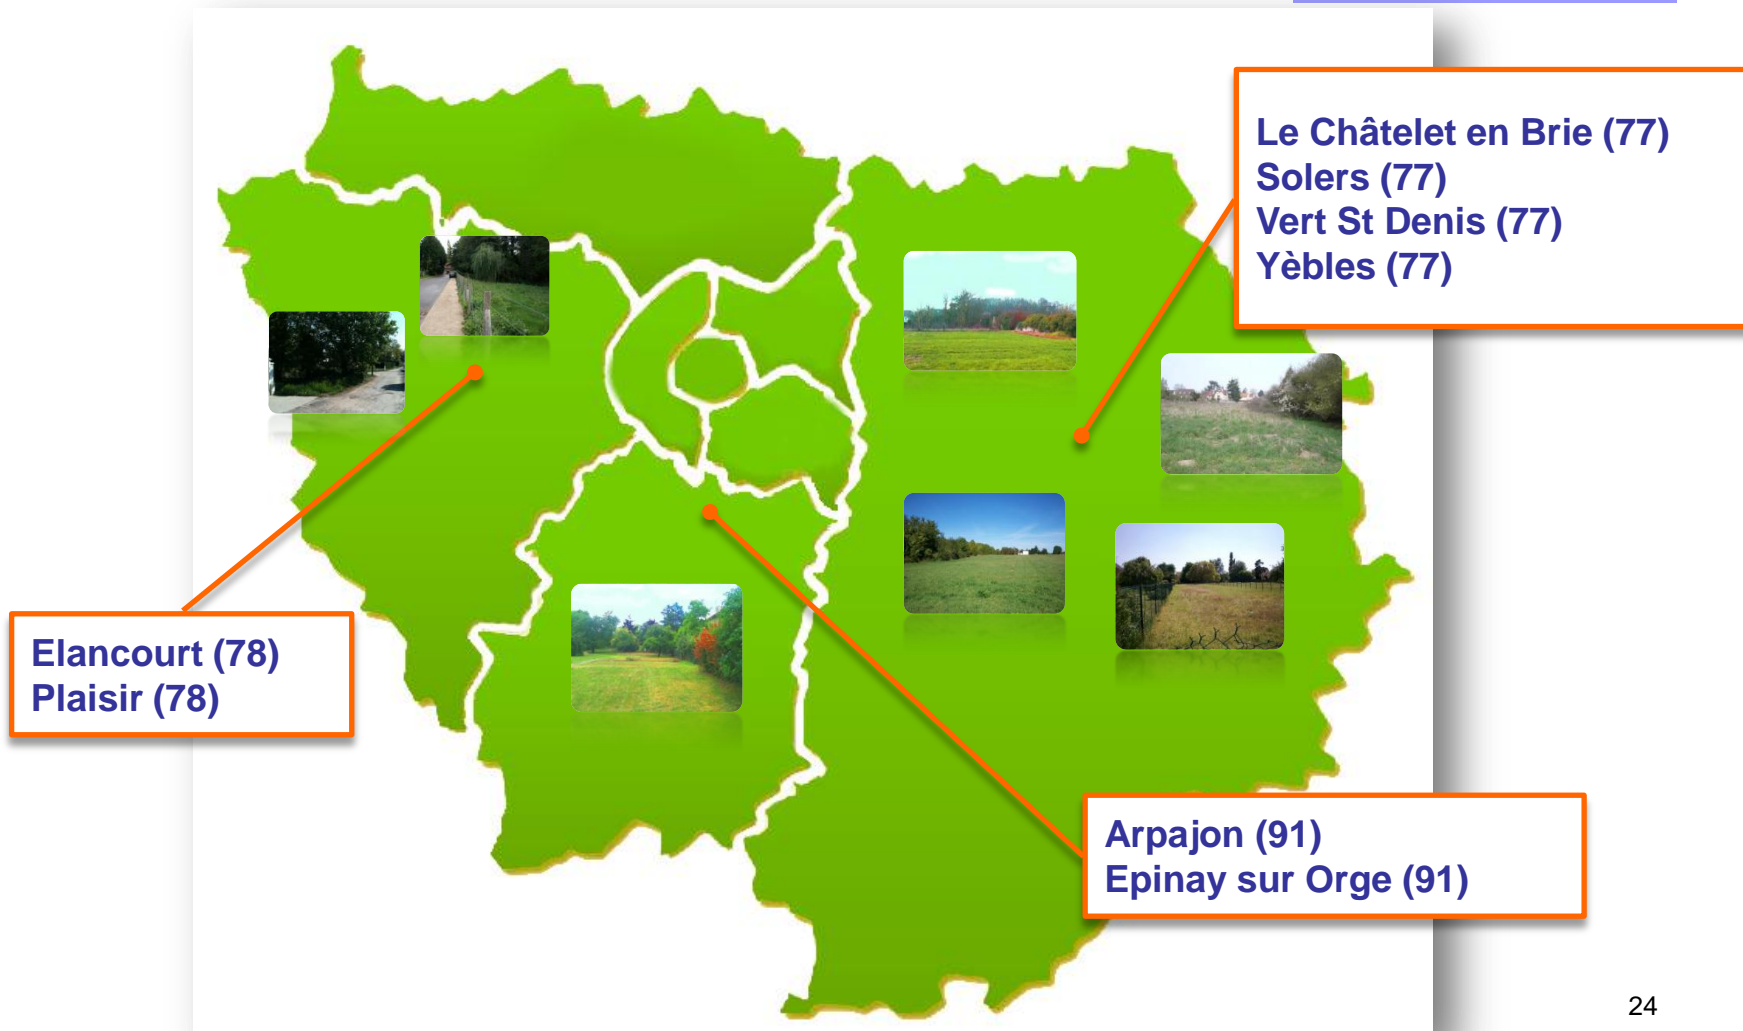 Le Châtelet en Brie (77)
Solers (77)
Vert St Denis (77)
Yèbles (77)
Elancourt (78)
Plaisir (78)
Arpajon (91)
Epinay sur Orge (91)
24